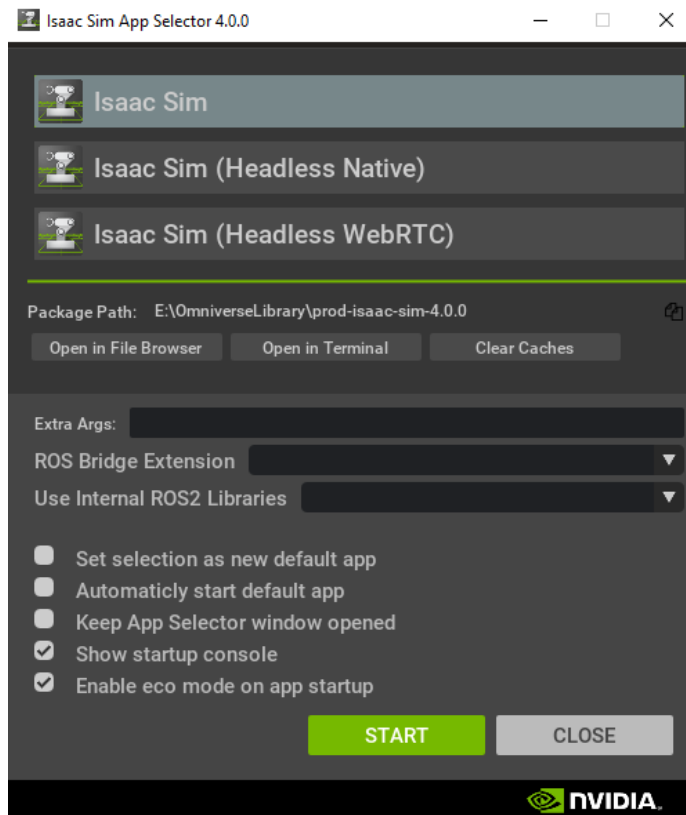 Isaac Sim App Selector 4.0.0
Isaac Sim
Isaac Sim (Headless Native)
Isaac Sim (Headless WebRTC)
Package Path: E:\OmniverseLibrary\prod-isaac-sim-4.0.0
Open in File Browser Open in Terminal Clear Caches
Extra Args:
ROS Bridge Extension
Use Internal ROS2 Libraries
Set selection as new default app
Automaticly start default app
Keep App Selector window opened
Show startup console
Enable eco mode on app startup
START CLOSE
NVIDIA.